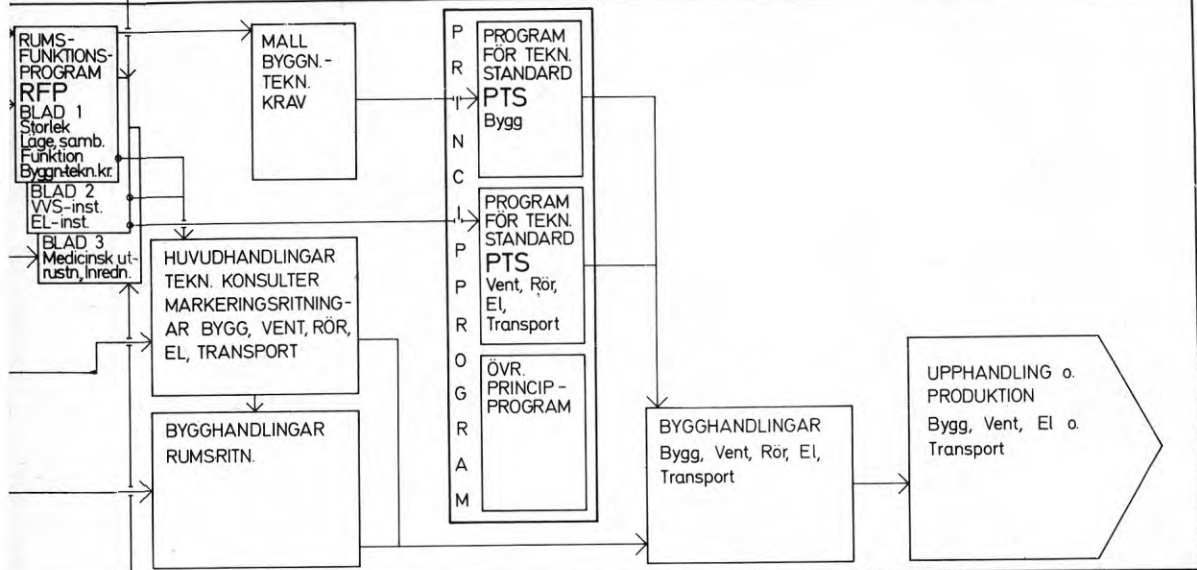 RUMS-
FUNKTIONS-
PROGRAM
RFP
BLAD 1
Storlek
Läge, samb.
Funktion
Byggn-tekn.kr.
BLAD 2
VVS-inst.
EL-inst.
BLAD 3
Medicinsk ut-
rustn, Inredn.
MALL
BYGGN.-
TEKN.
KRAV
HUVUDHANDLINGAR
TEKN. KONSULTER
MARKERINGSRITNING-
AR BYGG, VENT, RÖR,
EL, TRANSPORT
BYGGHANDLINGAR
RUMSRITN.
P
R
I
N
C
I
P
P
R
O
G
R
A
M
PROGRAM
FÖR TEKN.
STANDARD
PTS
Bygg
PROGRAM
FÖR TEKN.
STANDARD
PTS
Vent, Rör,
El,
Transport
ÖVR.
PRINCIP-
PROGRAM
BYGGHANDLINGAR
Bygg, Vent, Rör, El,
Transport
UPPHANDLING o.
PRODUKTION
Bygg, Vent, El o.
Transport